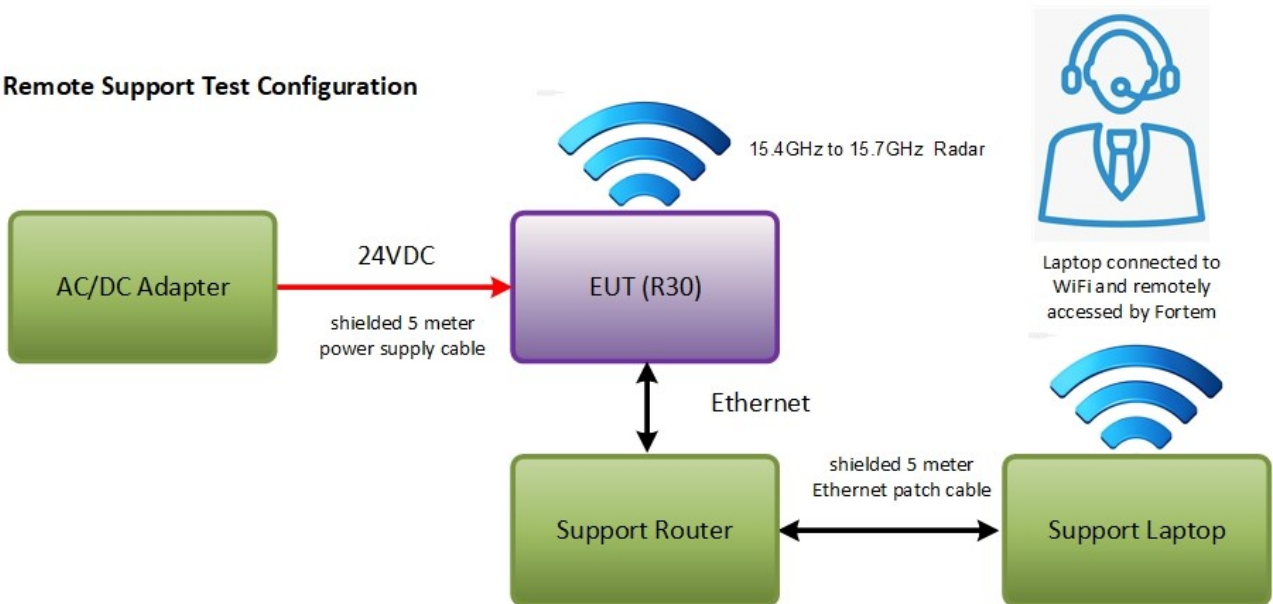 Remote Support Test Configuration
15.4GHz to 15.7GHz Radar
AC/DC Adapter
24VDC
shielded 5 meter
power supply cable
EUT (R30)
Laptop connected to
WiFi and remotely
accessed by Fortem
Ethernet
Support Router
shielded 5 meter
Ethernet patch cable
Support Laptop